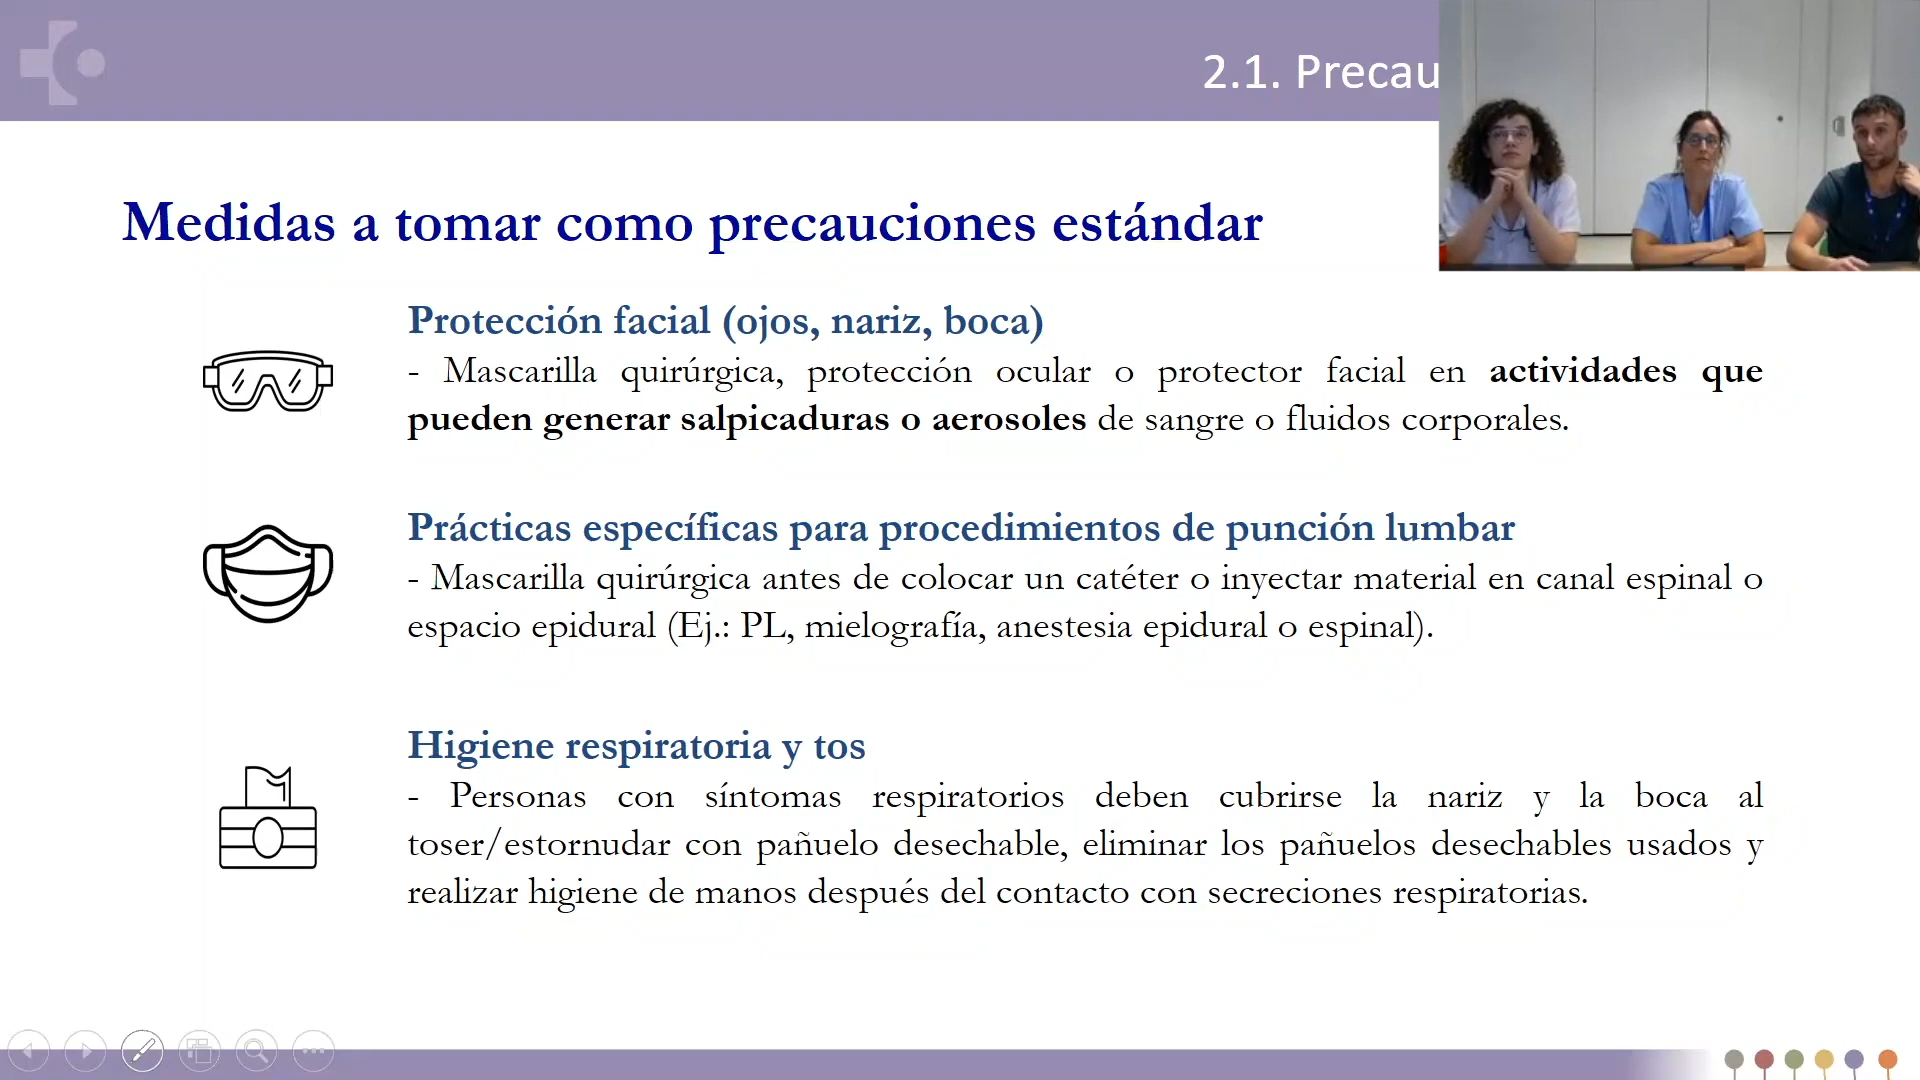 2.1. Precau
Medidas a tomar como precauciones estándar
Protección facial (ojos, nariz, boca)
- Mascarilla quirúrgica, protección ocular o protector facial en actividades que
pueden generar salpicaduras o aerosoles de sangre o fluidos corporales.
Prácticas específicas para procedimientos de punción lumbar
- Mascarilla quirúrgica antes de colocar un catéter o inyectar material en canal espinal o
espacio epidural (Ej.: PL, mielografía, anestesia epidural o espinal).
Higiene respiratoria y tos
- Personas con síntomas respiratorios deben cubrirse la nariz y la boca al
toser/estornudar con pañuelo desechable, eliminar los pañuelos desechables usados y
realizar higiene de manos después del contacto con secreciones respiratorias.